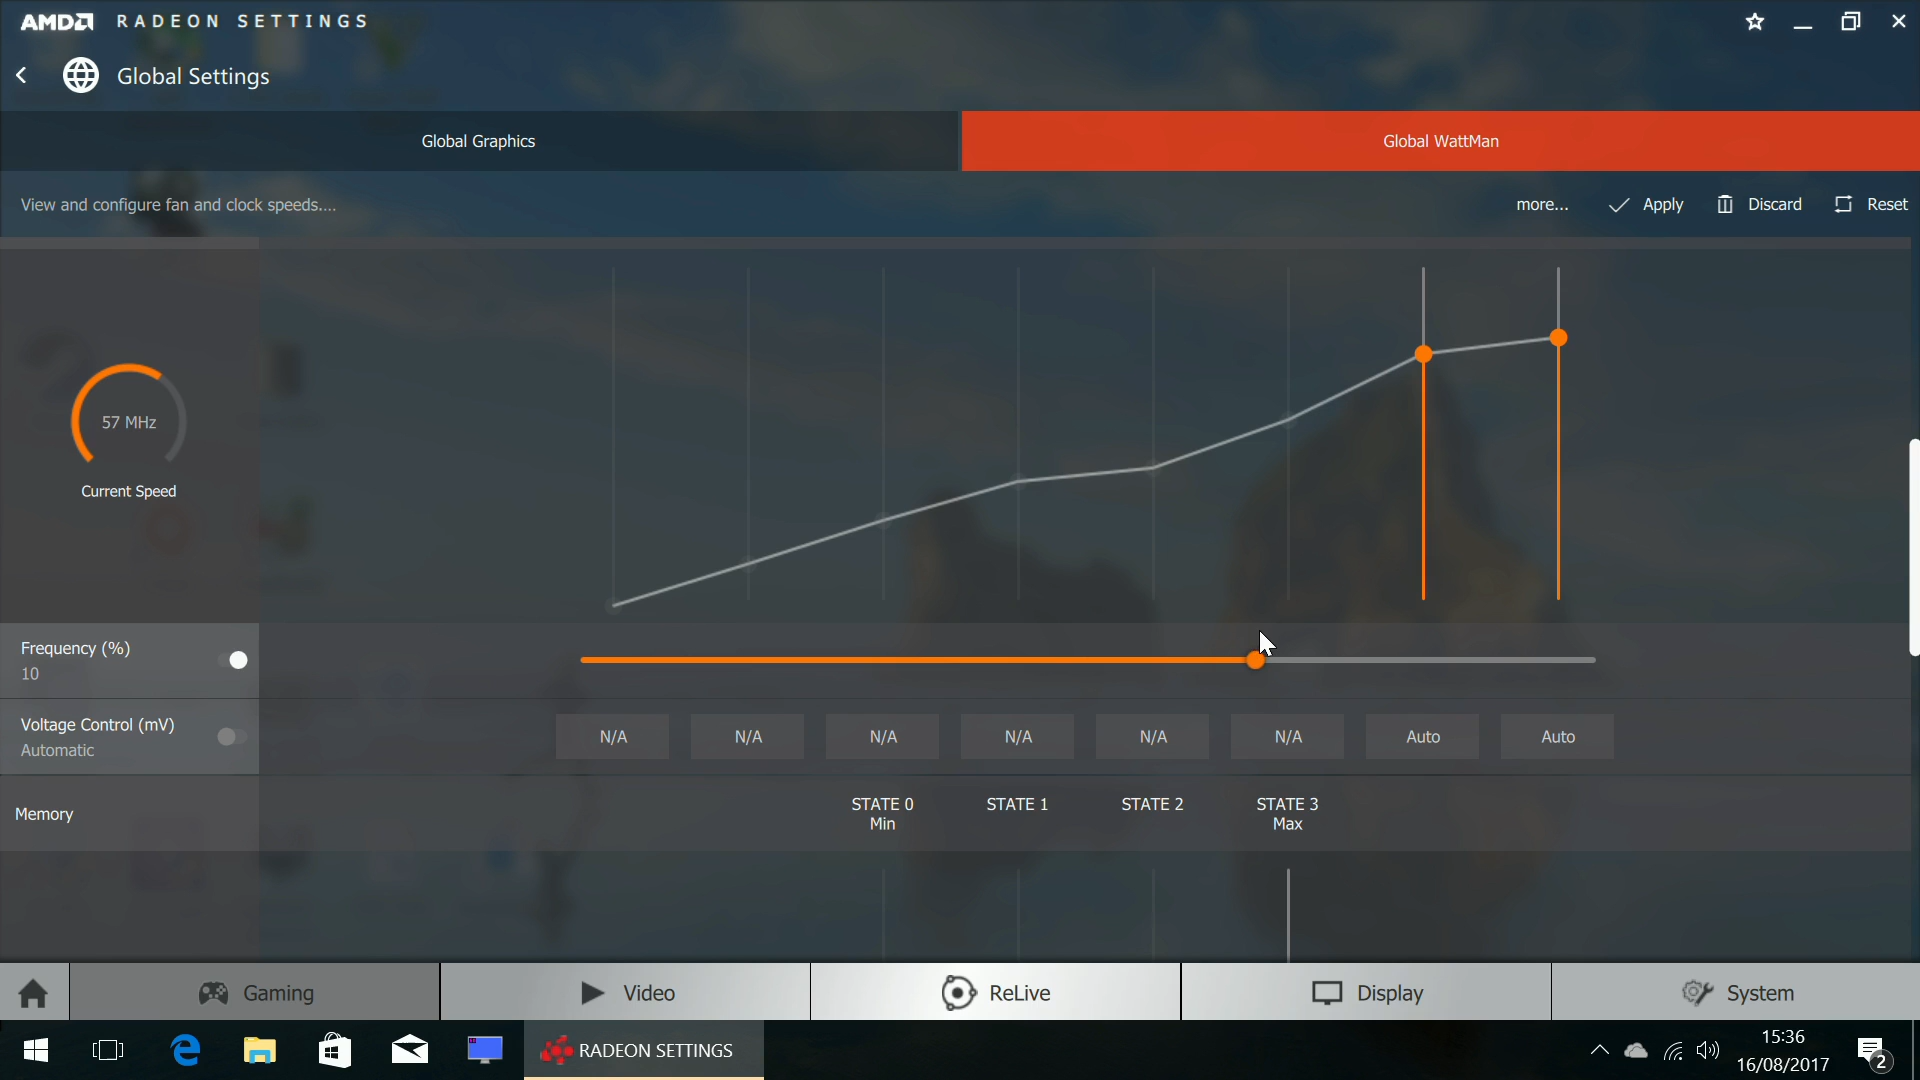 AMD RADEON SETTINGS
Global Settings
Global Graphics
Global WattMan
View and configure fan and clock speeds....
more...
Apply
Discard
Reset
57 MHz
Current Speed
Frequency (%)
10
Voltage Control (mV)
Automatic
N/A N/A N/A N/A N/A N/A Auto Auto
Memory
STATE 0 STATE 1 STATE 2 STATE 3
Min Max
Gaming
Video
ReLive
Display
System
RADEON SETTINGS
15:36
16/08/2017
2